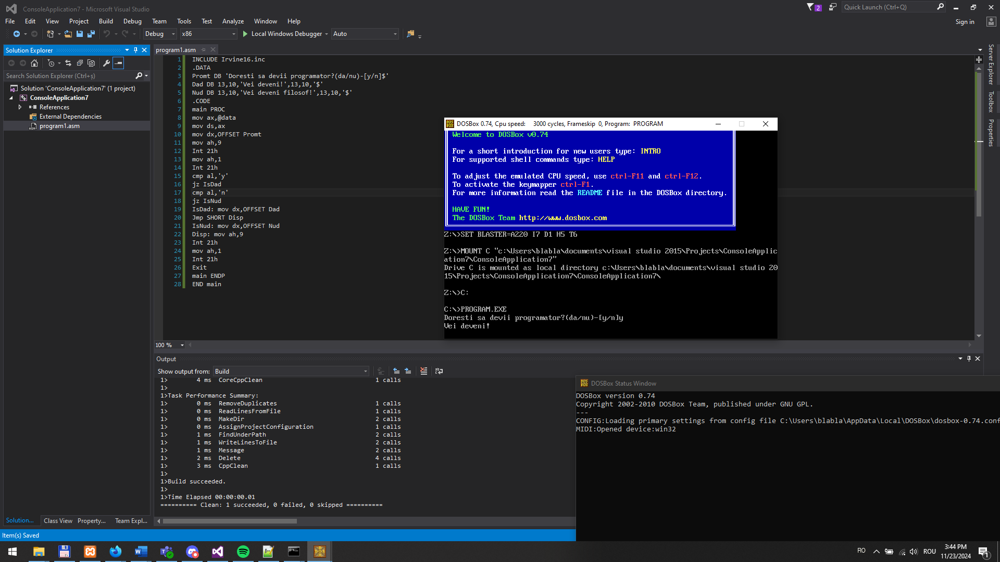 ConsoleApplication7 - Microsoft Visual Studio
2
Quick Launch (Ctrl+Q)
File Edit View Project Build Debug Team Tools Test Analyze Window Help
Sign in
Debug x86 Local Windows Debugger Auto
Solution Explorer
Search Solution Explorer (Ctrl+ș)
Solution 'ConsoleApplication7' (1 project)
ConsoleApplication7
References
External Dependencies
program1.asm
program1.asm
1 INCLUDE Irvine16.inc
2 .DATA
3 Promt DB 'Doresti sa devii programator?(da/nu)-[y/n]$'
4 Dad DB 13,10,'Vei deveni!',13,10,'$'
5 Nud DB 13,10,'Vei deveni filosof!',13,10,'$'
6 .CODE
7 main PROC
8 mov ax,@data
9 mov ds,ax
10 mov dx,OFFSET Promt
11 mov ah,9
12 Int 21h
13 mov ah,1
14 Int 21h
15 cmp al,'y'
16 jz IsDad
17 cmp al,'n'
18 jz IsNud
19 IsDad: mov dx,OFFSET Dad
20 Jmp SHORT Disp
21 IsNud: mov dx,OFFSET Nud
22 Disp: mov ah,9
23 Int 21h
24 mov ah,1
25 Int 21h
26 Exit
27 main ENDP
28 END main
100 %
DOSBox 0.74, Cpu speed: 3000 cycles, Frameskip 0, Program: PROGRAM
Welcome to DOSBox v0.74
For a short introduction for new users type: INTRO
For supported shell commands type: HELP
To adjust the emulated CPU speed, use ctrl-F11 and ctrl-F12.
To activate the keymapper ctrl-F1.
For more information read the README file in the DOSBox directory.
HAVE FUN!
The DOSBox Team http://www.dosbox.com
Z:\>SET BLASTER=A220 I7 D1 H5 T6
Z:\>MOUNT C "c:\Users\blabla\documents\visual studio 2015\Projects\ConsoleApplic
ation7\ConsoleApplication7"
Drive C is mounted as local directory c:\Users\blabla\documents\visual studio 20
15\Projects\ConsoleApplication7\ConsoleApplication7\
Z:\>C:
C:\>PROGRAM.EXE
Doresti sa devii programator?(da/nu)-[y/n]y
Vei deveni!
Server Explorer
Toolbox
Properties
Output
Show output from: Build
1> 4 ms CoreCppClean 1 calls
1>
1>Task Performance Summary:
1> 0 ms RemoveDuplicates 1 calls
1> 0 ms ReadLinesFromFile 1 calls
1> 0 ms MakeDir 2 calls
1> 0 ms AssignProjectConfiguration 1 calls
1> 1 ms FindUnderPath 2 calls
1> 1 ms WriteLinesToFile 2 calls
1> 1 ms Message 2 calls
1> 2 ms Delete 4 calls
1> 3 ms CppClean 1 calls
1>
1>Build succeeded.
1>
1>Time Elapsed 00:00:00.01
========== Clean: 1 succeeded, 0 failed, 0 skipped ==========
DOSBox Status Window
DOSBox version 0.74
Copyright 2002-2010 DOSBox Team, published under GNU GPL.
---
CONFIG:Loading primary settings from config file C:\Users\blabla\AppData\Local\DOSBox\dosbox-0.74.conf
MIDI:Opened device:win32
Solution... Class View Property... Team Expl...
Item(s) Saved
RO
ROU
3:44 PM
11/23/2024
1